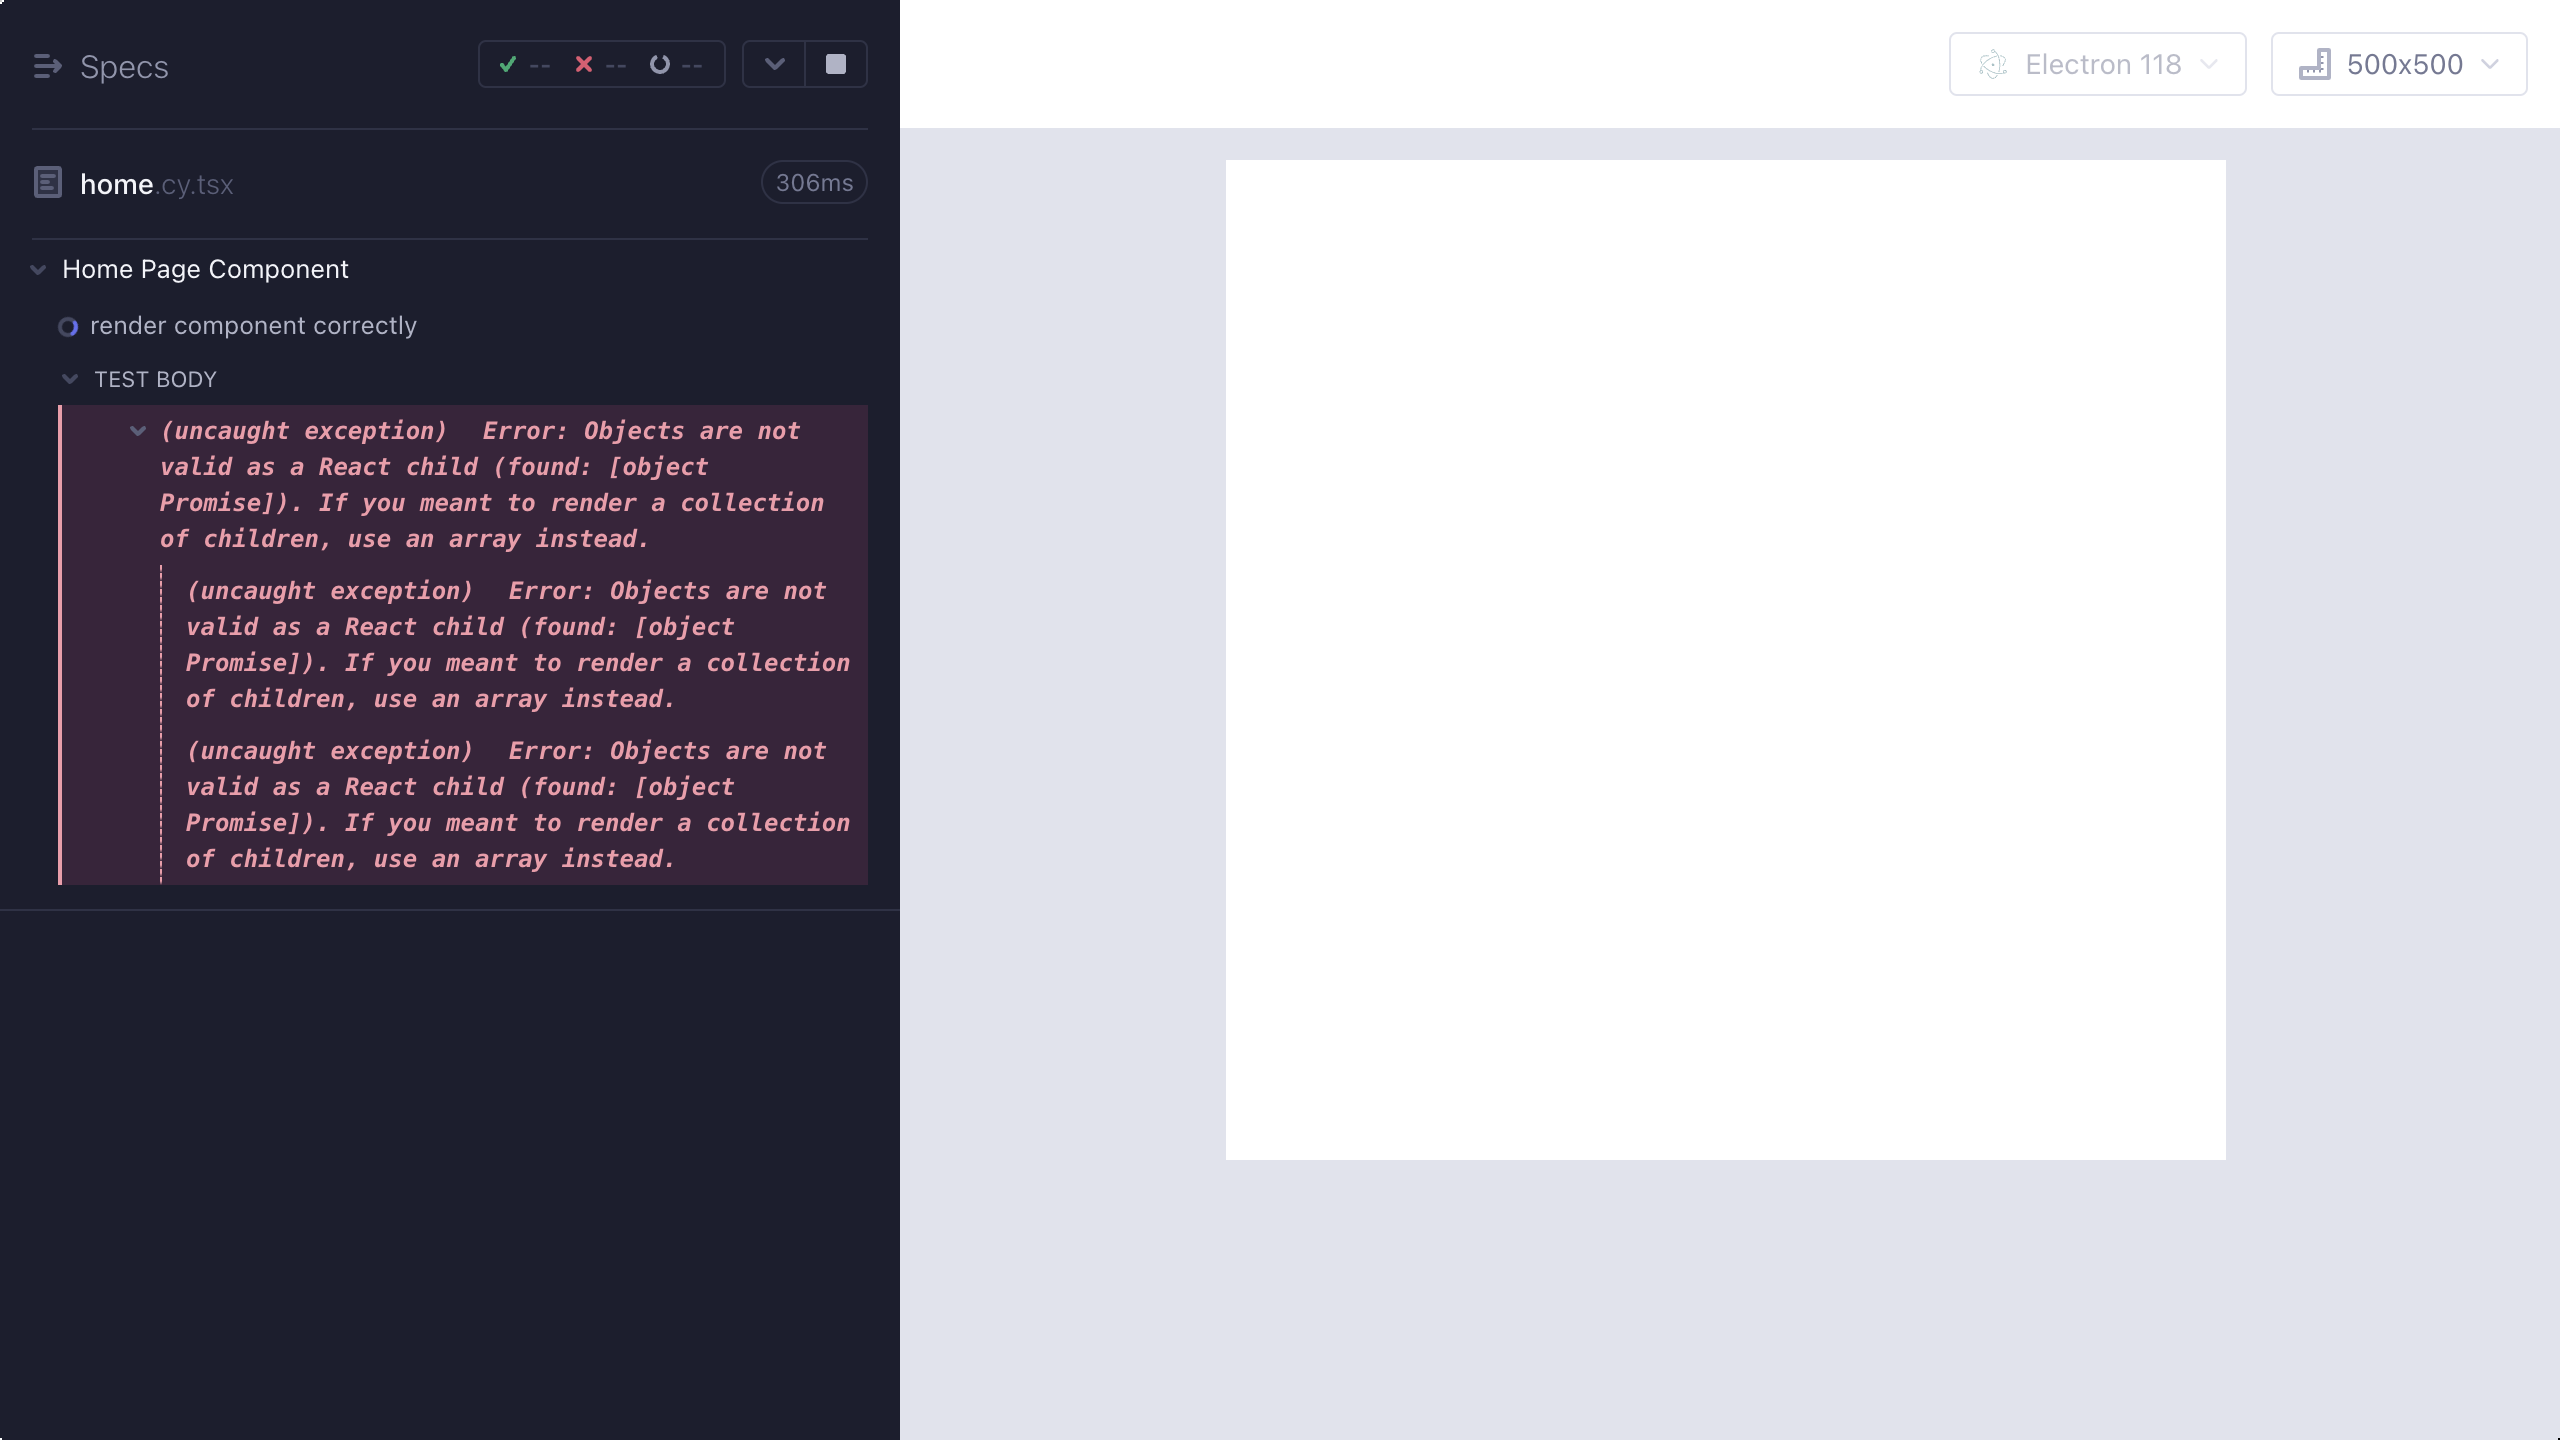 Specs
-- -- --
Electron 118
500x500
home.cy.tsx
306ms
Home Page Component
render component correctly
TEST BODY
(uncaught exception) Error: Objects are not
valid as a React child (found: [object
Promise]). If you meant to render a collection
of children, use an array instead.
(uncaught exception) Error: Objects are not
valid as a React child (found: [object
Promise]). If you meant to render a collection
of children, use an array instead.
(uncaught exception) Error: Objects are not
valid as a React child (found: [object
Promise]). If you meant to render a collection
of children, use an array instead.